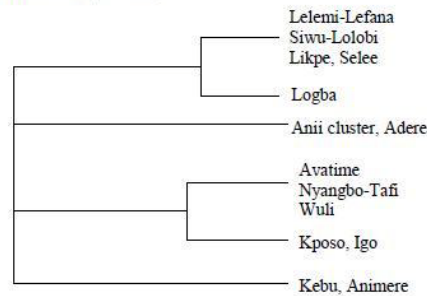 Lelemi-Lefana
Siwu-Lolobi
Likpe, Selee
Logba
Anii cluster, Adere
Avatime
Nyangbo-Tafi
Wuli
Kposo, Igo
Kebu, Animere